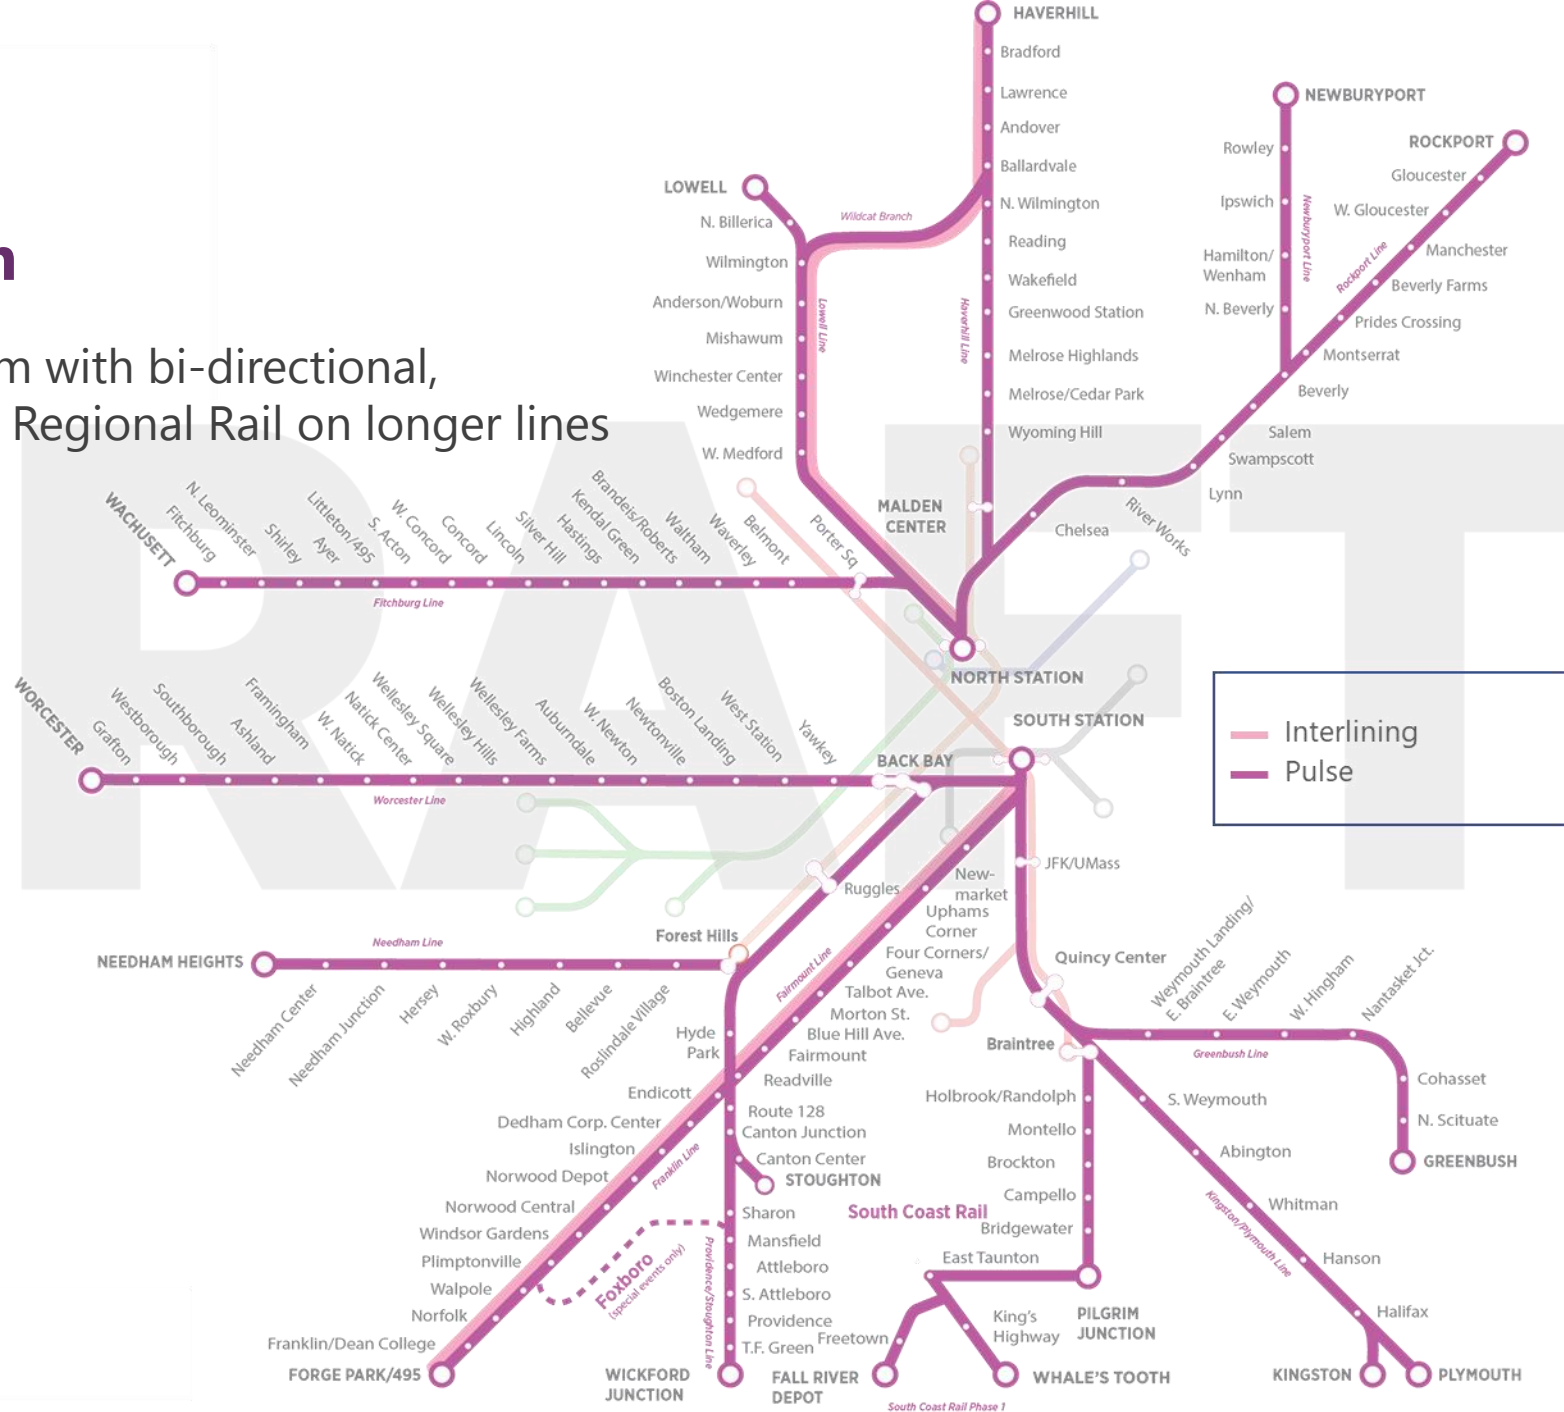 n
m with bi-directional,
Regional Rail on longer lines
DRAFT
HAVERHILL
Bradford
Lawrence
Andover
Ballardvale
N. Wilmington
Reading
Wakefield
Greenwood Station
Melrose Highlands
Melrose/Cedar Park
Wyoming Hill
MALDEN
CENTER
Haverhill Line
Wildcat Branch
NEWBURYPORT
Rowley
Ipswich
Hamilton/
Wenham
N. Beverly
Newburyport Line
ROCKPORT
Gloucester
W. Gloucester
Manchester
Beverly Farms
Prides Crossing
Montserrat
Beverly
Salem
Swampscott
Lynn
River Works
Chelsea
Rockport Line
LOWELL
N. Billerica
Wilmington
Anderson/Woburn
Mishawum
Winchester Center
Wedgemere
W. Medford
Lowell Line
WACHUSETT
Fitchburg
N. Leominster
Shirley
Ayer
Littleton/495
S. Acton
W. Concord
Concord
Lincoln
Silver Hill
Hastings
Kendal Green
Brandeis/Roberts
Waltham
Waverley
Belmont
Porter Sq
Fitchburg Line
NORTH STATION
SOUTH STATION
WORCESTER
Grafton
Westborough
Southborough
Ashland
Framingham
W. Natick
Natick Center
Wellesley Square
Wellesley Hills
Wellesley Farms
Auburndale
W. Newton
Newtonville
Boston Landing
West Station
Yawkey
BACK BAY
Worcester Line
Interlining
Pulse
JFK/UMass
Ruggles
New-
market
Uphams
Corner
Four Corners/
Geneva
Talbot Ave.
Morton St.
Blue Hill Ave.
Fairmount
Readville
Fairmount Line
Forest Hills
NEEDHAM HEIGHTS
Needham Line
Needham Center
Needham Junction
Hersey
W. Roxbury
Highland
Bellevue
Roslindale Village
Hyde
Park
Quincy Center
Weymouth Landing/
E. Braintree
E. Weymouth
W. Hingham
Nantasket Jct.
Braintree
Greenbush Line
Cohasset
N. Scituate
GREENBUSH
Endicott
Dedham Corp. Center
Islington
Norwood Depot
Norwood Central
Windsor Gardens
Plimptonville
Walpole
Norfolk
Franklin/Dean College
FORGE PARK/495
Franklin Line
Foxboro
(special events only)
Route 128
Canton Junction
Canton Center
STOUGHTON
Sharon
Mansfield
Attleboro
S. Attleboro
Providence
T.F. Green
WICKFORD
JUNCTION
Providence/Stoughton Line
South Coast Rail
Holbrook/Randolph
Montello
Brockton
Campello
Bridgewater
East Taunton
PILGRIM
JUNCTION
King's
Highway
Freetown
FALL RIVER
DEPOT
WHALE'S TOOTH
South Coast Rail Phase 1
S. Weymouth
Abington
Whitman
Hanson
Halifax
Kingston/Plymouth Line
KINGSTON
PLYMOUTH